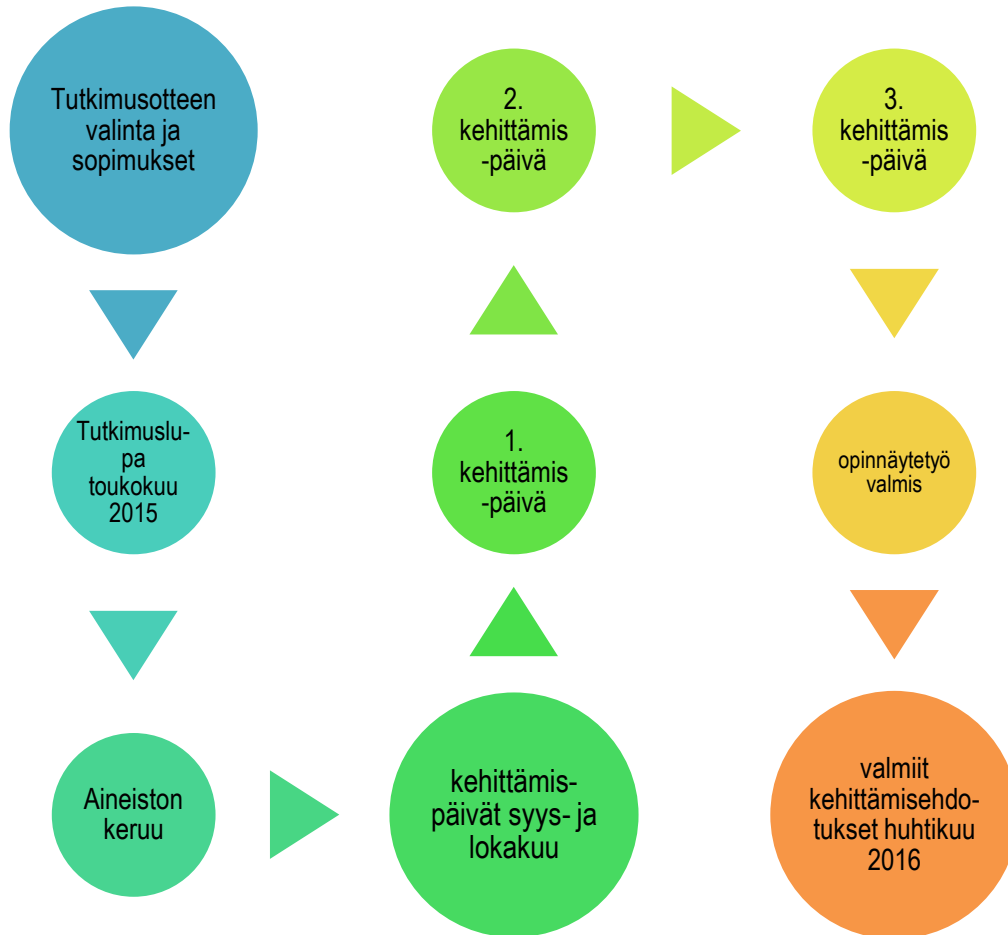 Tutkimusotteen
valinta ja
sopimukset
Tutkimuslu-
pa
toukokuu
2015
Aineiston
keruu
kehittämis-
päivät syys- ja
lokakuu
1.
kehittämis
-päivä
2.
kehittämis
-päivä
3.
kehittämis
-päivä
opinnäytetyö
valmis
valmiit
kehittämisehdo-
tukset huhtikuu
2016